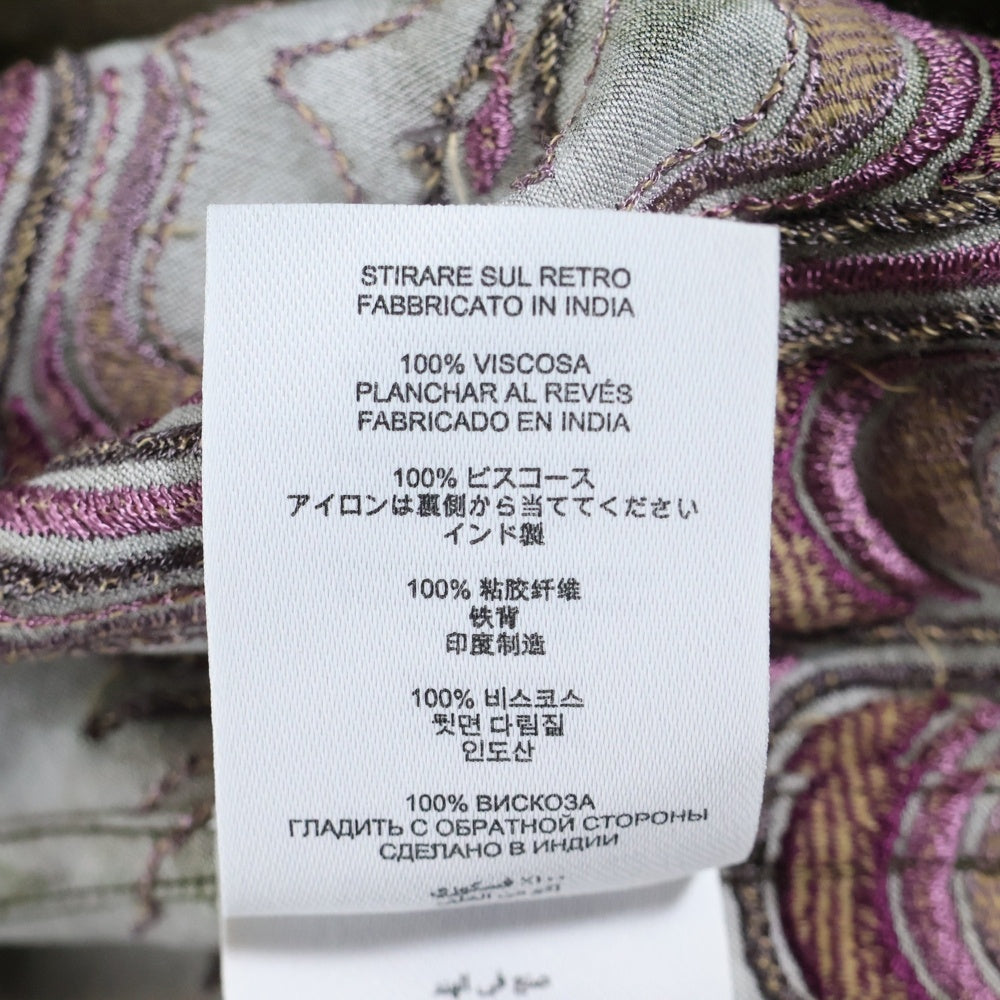 STIRARE SUL RETRO
FABBRICATO IN INDIA
100% VISCOSA
PLANCHAR AL REVÉS
FABRICADO EN INDIA
100% ビスコース
アイロンは裏側から当ててください
インド製
100% 粘胶纤维
铁背
印度制造
100% 비스코스
뒷면 다림질
인도산
100% ВИСКОЗА
ГЛАДИТЬ С ОБРАТНОЙ СТОРОНЫ
СДЕЛАНО В ИНДИИ
صنع في الهند